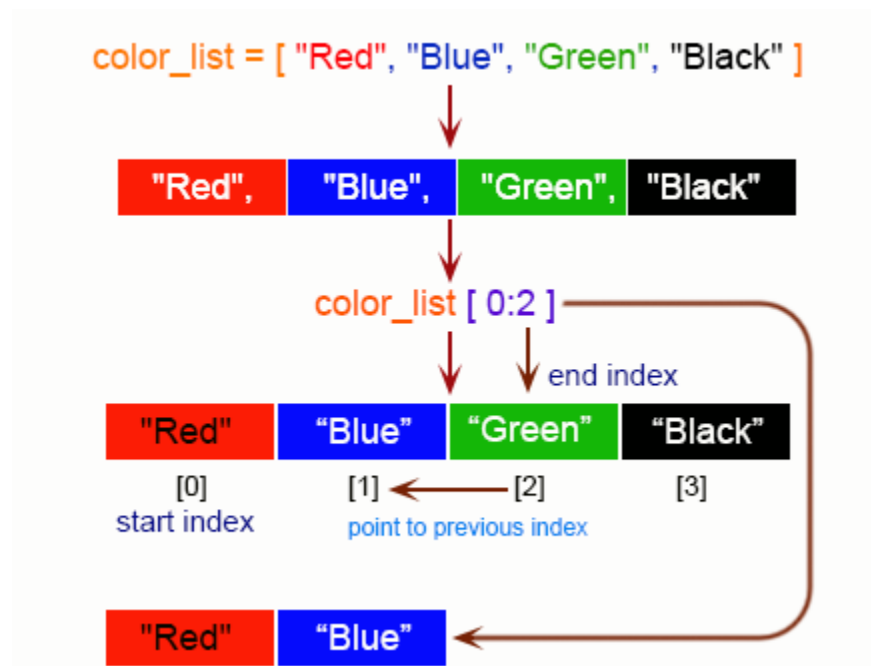 color_list = [ "Red", "Blue", "Green", "Black" ]
"Red", "Blue", "Green", "Black"
color_list [ 0:2 ]
end index
"Red" “Blue” “Green” “Black”
[0] [1] [2] [3]
start index point to previous index
"Red" “Blue”